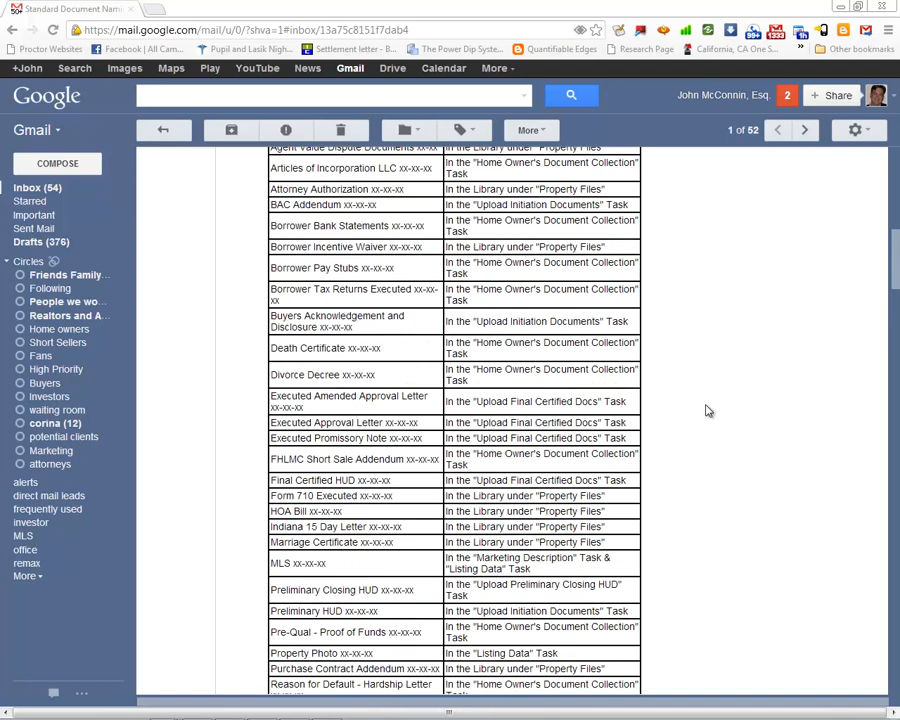 Standard Document Nami
https://mail.google.com/mail/u/0/?shva=1#inbox/13a75c8151f7dab4
Proctor Websites
Facebook | All Cam...
Pupil and Lasik Nigh...
Settlement letter - B...
The Power Dip Syste...
Quantifiable Edges
Research Page
California, CA One S...
Other bookmarks
+John Search Images Maps Play YouTube News Gmail Drive Calendar More
Google
John McConnin, Esq. 2 + Share
Gmail
More
1 of 52
COMPOSE
Inbox (54)
Starred
Important
Sent Mail
Drafts (376)
Circles
Friends Family...
Following
People we wo...
Realtors and A...
Home owners
Short Sellers
Fans
High Priority
Buyers
Investors
waiting room
corina (12)
potential clients
Marketing
attorneys
alerts
direct mail leads
frequently used
investor
MLS
office
remax
More
Agent Value Dispute Documents xx-xx-xx In the Library under "Property Files"
Articles of Incorporation LLC xx-xx-xx In the "Home Owner's Document Collection"
Task
Attorney Authorization xx-xx-xx In the Library under "Property Files"
BAC Addendum xx-xx-xx In the "Upload Initiation Documents" Task
Borrower Bank Statements xx-xx-xx In the "Home Owner's Document Collection"
Task
Borrower Incentive Waiver xx-xx-xx In the Library under "Property Files"
Borrower Pay Stubs xx-xx-xx In the "Home Owner's Document Collection"
Task
Borrower Tax Returns Executed xx-xx- In the "Home Owner's Document Collection"
xx Task
Buyers Acknowledgement and
Disclosure xx-xx-xx In the "Upload Initiation Documents" Task
Death Certificate xx-xx-xx In the "Home Owner's Document Collection"
Task
Divorce Decree xx-xx-xx In the "Home Owner's Document Collection"
Task
Executed Amended Approval Letter
xx-xx-xx In the "Upload Final Certified Docs" Task
Executed Approval Letter xx-xx-xx In the "Upload Final Certified Docs" Task
Executed Promissory Note xx-xx-xx In the "Upload Final Certified Docs" Task
FHLMC Short Sale Addendum xx-xx-xx In the "Home Owner's Document Collection"
Task
Final Certified HUD xx-xx-xx In the "Upload Final Certified Docs" Task
Form 710 Executed xx-xx-xx In the Library under "Property Files"
HOA Bill xx-xx-xx In the Library under "Property Files"
Indiana 15 Day Letter xx-xx-xx In the Library under "Property Files"
Marriage Certificate xx-xx-xx In the Library under "Property Files"
MLS xx-xx-xx In the "Marketing Description" Task &
"Listing Data" Task
Preliminary Closing HUD xx-xx-xx In the "Upload Preliminary Closing HUD"
Task
Preliminary HUD xx-xx-xx In the "Upload Initiation Documents" Task
Pre-Qual - Proof of Funds xx-xx-xx In the "Home Owner's Document Collection"
Task
Property Photo xx-xx-xx In the "Listing Data" Task
Purchase Contract Addendum xx-xx-xx In the Library under "Property Files"
Reason for Default - Hardship Letter In the "Home Owner's Document Collection"